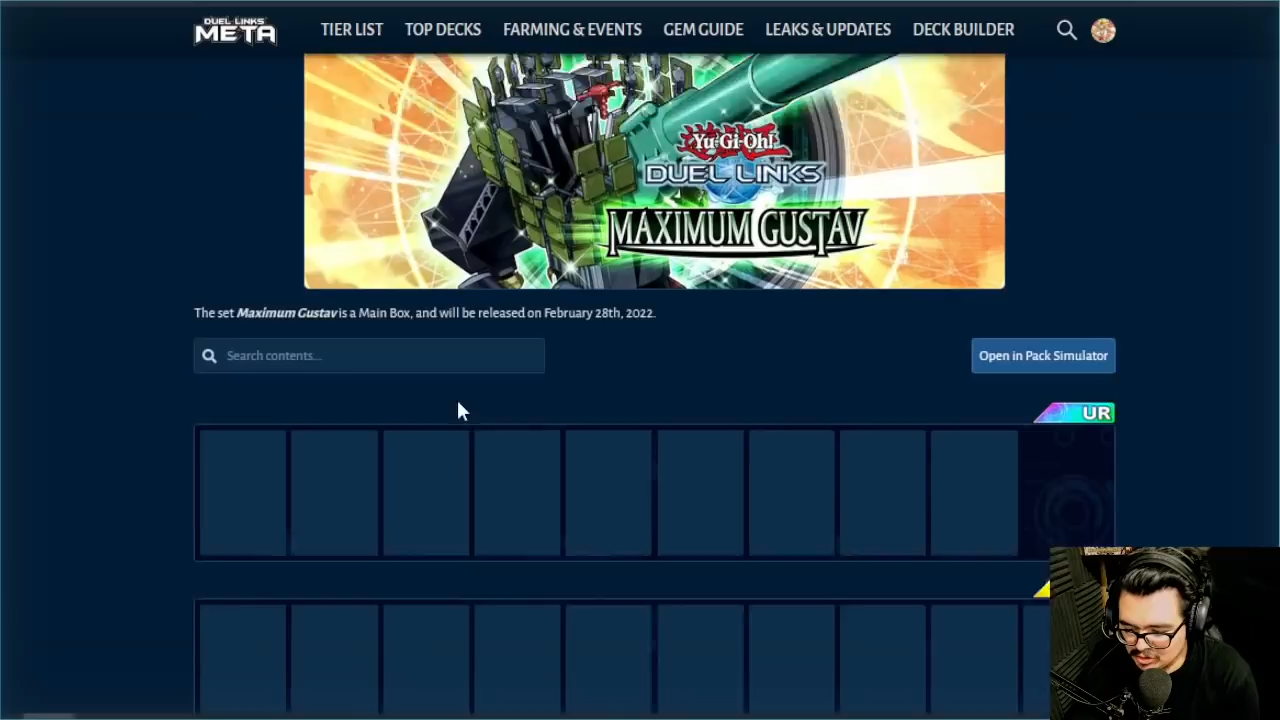 DUEL LINKS
META
TIER LIST
TOP DECKS
FARMING & EVENTS
GEM GUIDE
LEAKS & UPDATES
DECK BUILDER
Yu-Gi-Oh!
DUEL LINKS
MAXIMUM GUSTAV
The set Maximum Gustav is a Main Box, and will be released on February 28th, 2022.
Search contents...
Open in Pack Simulator
UR